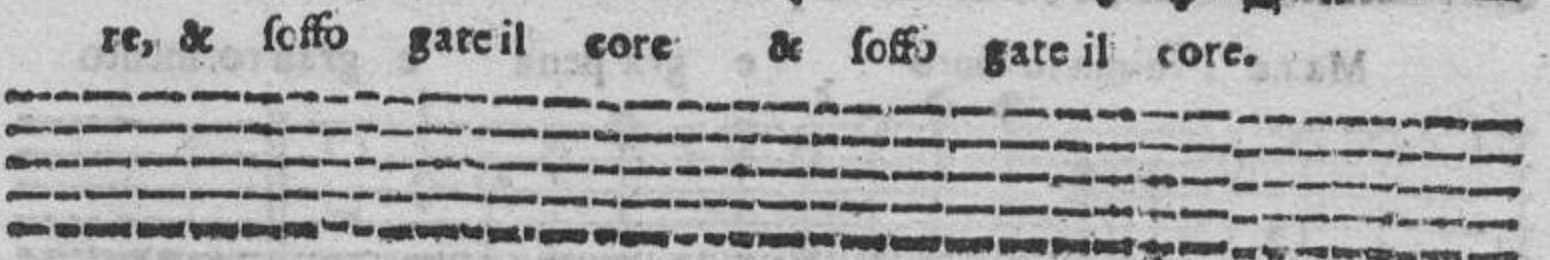 re, & ſoffo gate il core & ſoffo gate il core.